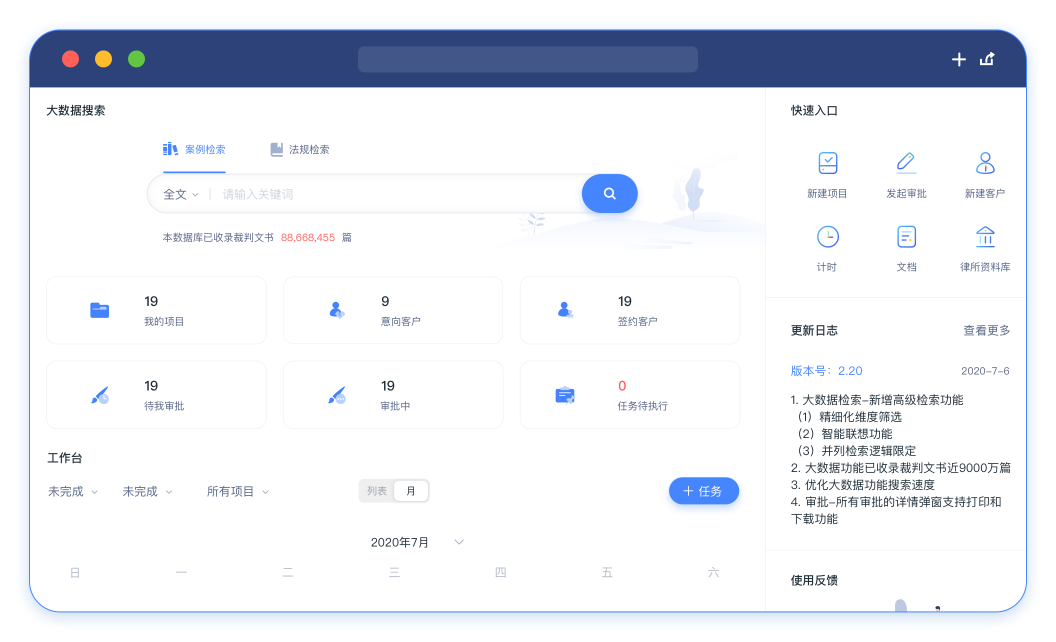 大数据搜索
案例检索
法规检索
全文
请输入关键词
本数据库已收录裁判文书 88,668,455 篇
19
我的项目
9
意向客户
19
签约客户
19
待我审批
19
审批中
0
任务待执行
工作台
未完成
未完成
所有项目
列表
月
任务
2020年7月
日 一 二 三 四 五 六
快速入口
新建项目
发起审批
新建客户
计时
文档
律所资料库
更新日志
查看更多
版本号：2.20
2020-7-6
1. 大数据检索-新增高级检索功能
（1）精细化维度筛选
（2）智能联想功能
（3）并列检索逻辑限定
2. 大数据功能已收录裁判文书近9000万篇
3. 优化大数据功能搜索速度
4. 审批-所有审批的详情弹窗支持打印和
下载功能
使用反馈